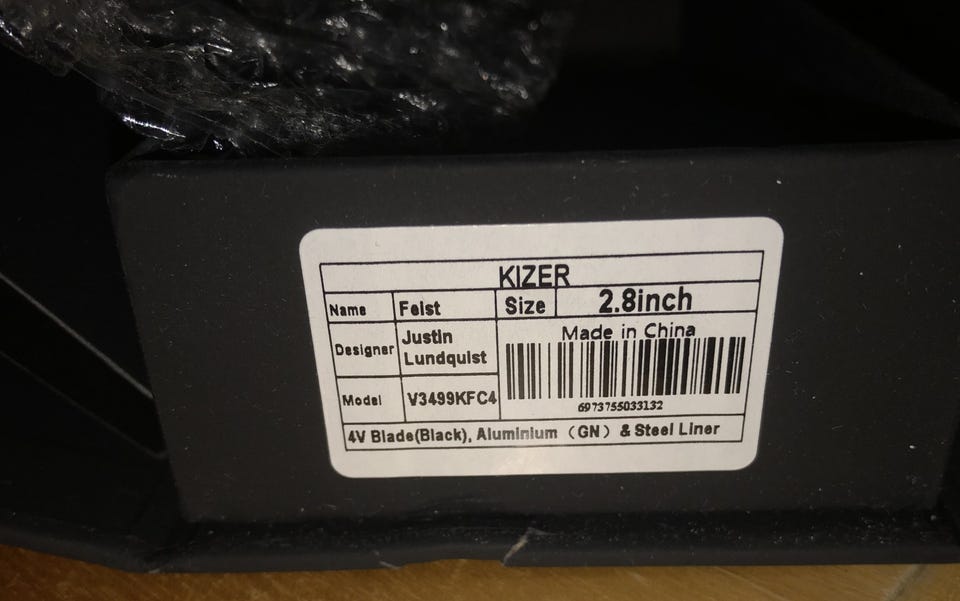 KIZER
Name Feist Size 2.8inch
Designer Justin Lundquist
Made in China
6973755033132
Model V3499KFC4
4V Blade(Black), Aluminium（GN）& Steel Liner